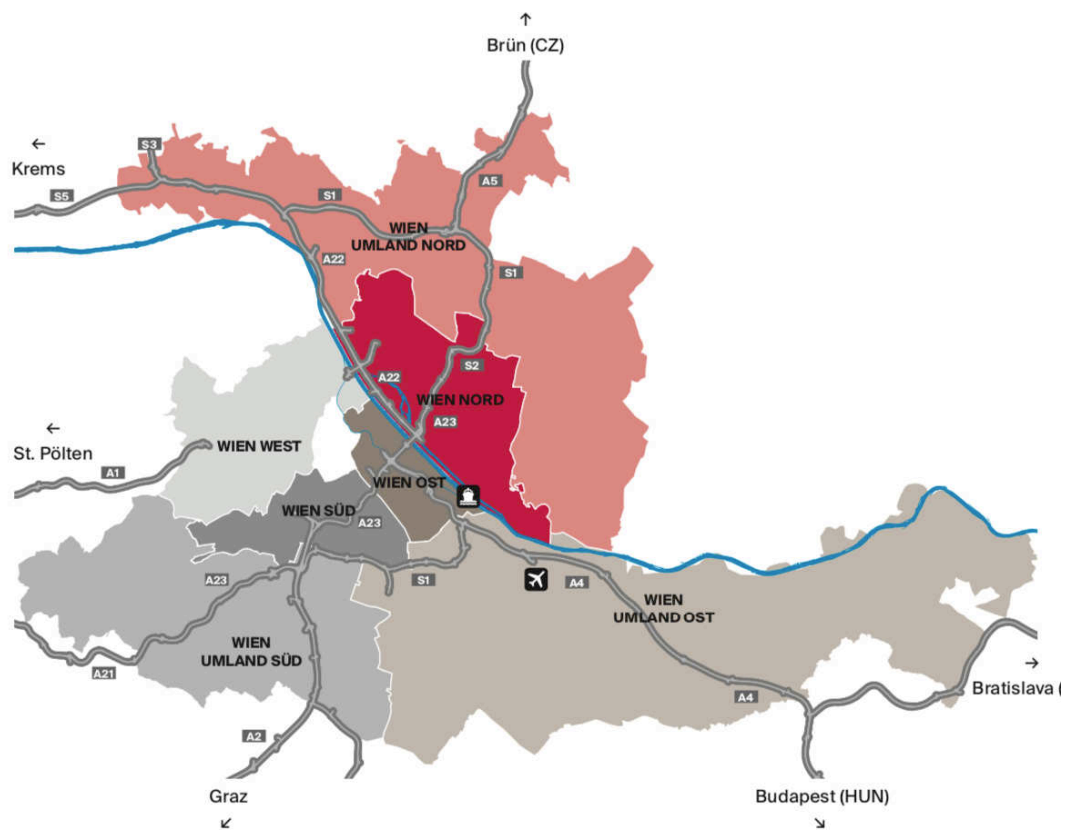 ↑
Brün (CZ)
←
Krems
S3
S5
S1
A5
WIEN
UMLAND NORD
A22
S1
S2
A22
WIEN NORD
A23
←
St. Pölten
WIEN WEST
A1
WIEN OST
WIEN SÜD
A23
A23
S1
A4
WIEN
UMLAND OST
WIEN
UMLAND SÜD
A21
→
Bratislava (
A4
A2
Graz
↙
Budapest (HUN)
↘